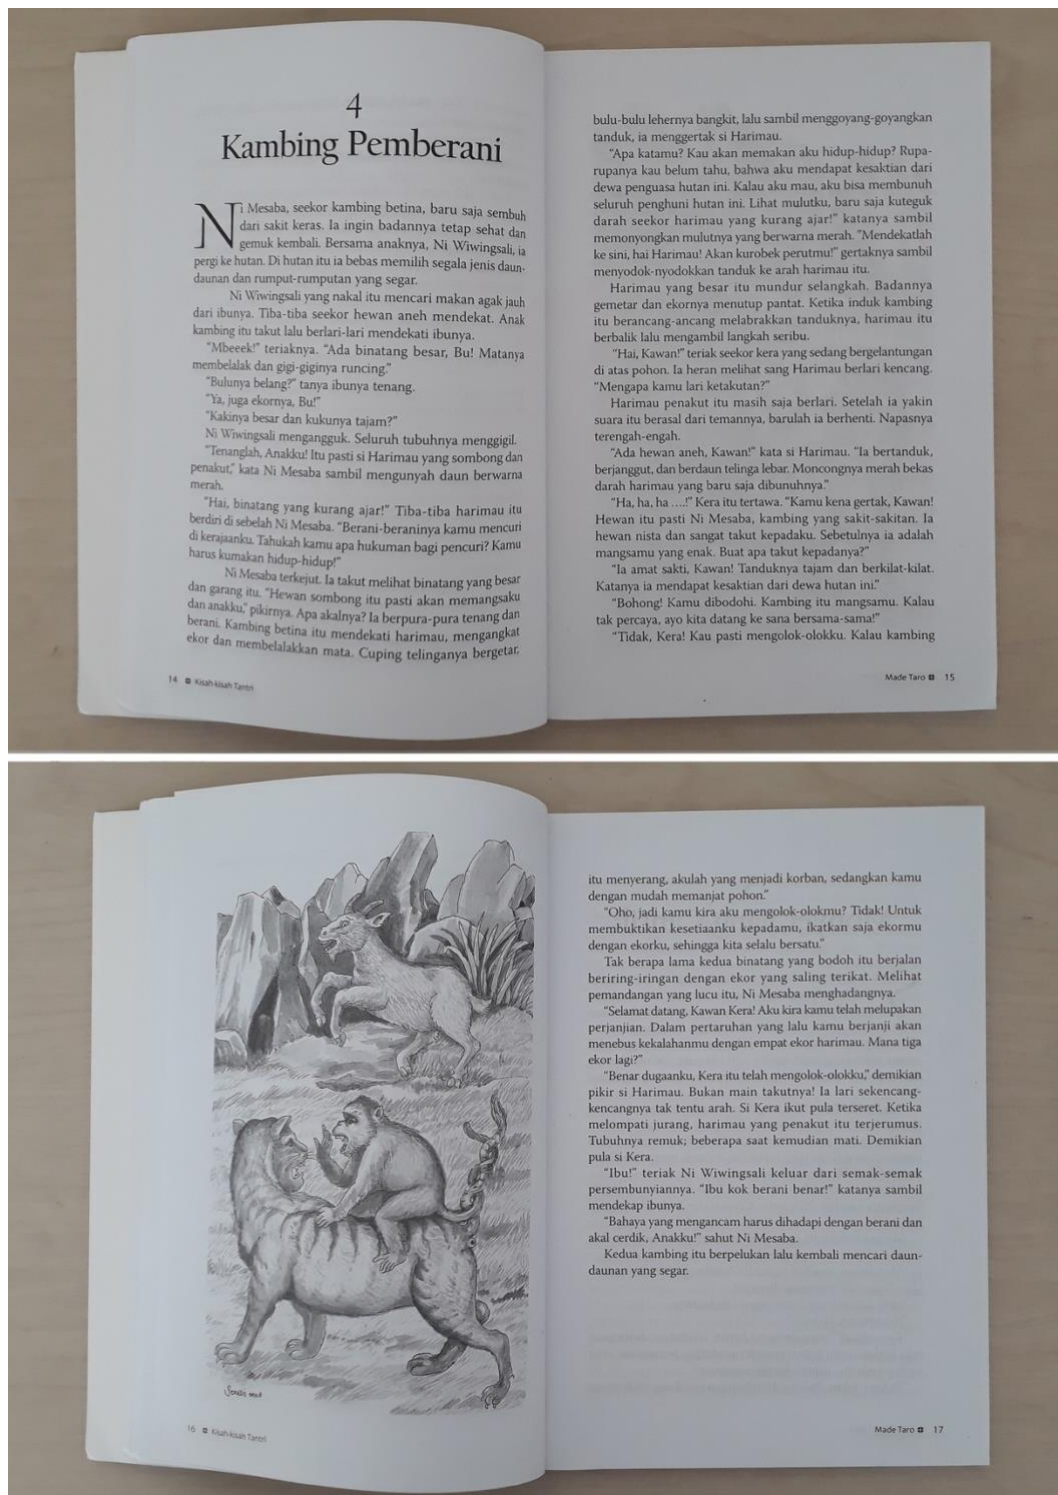 4
Kambing Pemberani
Ni Mesaba, seekor kambing betina, baru saja sembuh
dari sakit keras. Ia ingin badannya tetap sehat dan
gemuk kembali. Bersama anaknya, Ni Wiwingsali, ia
pergi ke hutan. Di hutan itu ia bebas memilih segala jenis daun-
daunan dan rumput-rumputan yang segar.
Ni Wiwingsali yang nakal itu mencari makan agak jauh
dari ibunya. Tiba-tiba seekor hewan aneh mendekat. Anak
kambing itu takut lalu berlari-lari mendekati ibunya.
"Mbeeek!" teriaknya. "Ada binatang besar, Bu! Matanya
membelalak dan gigi-giginya runcing."
"Bulunya belang?" tanya ibunya tenang.
"Ya, juga ekornya, Bu!"
"Kakinya besar dan kukunya tajam?"
Ni Wiwingsali mengangguk. Seluruh tubuhnya menggigil.
"Tenanglah, Anakku! Itu pasti si Harimau yang sombong dan
penakut," kata Ni Mesaba sambil mengunyah daun berwarna
merah.
"Hai, binatang yang kurang ajar!" Tiba-tiba harimau itu
berdiri di sebelah Ni Mesaba. "Berani-beraninya kamu mencuri
di kerajaanku. Tahukah kamu apa hukuman bagi pencuri? Kamu
harus kumakan hidup-hidup!"
Ni Mesaba terkejut. Ia takut melihat binatang yang besar
dan garang itu. "Hewan sombong itu pasti akan memangsaku
dan anakku," pikirnya. Apa akalnya? Ia berpura-pura tenang dan
berani. Kambing betina itu mendekati harimau, mengangkat
ekor dan membelalakkan mata. Cuping telinganya bergetar,
14 Kisah-kisah Tantri
bulu-bulu lehernya bangkit, lalu sambil menggoyang-goyangkan
tanduk, ia menggertak si Harimau.
"Apa katamu? Kau akan memakan aku hidup-hidup? Rupa-
rupanya kau belum tahu, bahwa aku mendapat kesaktian dari
dewa penguasa hutan ini. Kalau aku mau, aku bisa membunuh
seluruh penghuni hutan ini. Lihat mulutku, baru saja kuteguk
darah seekor harimau yang kurang ajar!" katanya sambil
memonyongkan mulutnya yang berwarna merah. "Mendekatlah
ke sini, hai Harimau! Akan kurobek perutmu!" gertaknya sambil
menyodok-nyodokkan tanduk ke arah harimau itu.
Harimau yang besar itu mundur selangkah. Badannya
gemetar dan ekornya menutup pantat. Ketika induk kambing
itu berancang-ancang melabrakkan tanduknya, harimau itu
berbalik lalu mengambil langkah seribu.
"Hai, Kawan!" teriak seekor kera yang sedang bergelantungan
di atas pohon. Ia heran melihat sang Harimau berlari kencang.
"Mengapa kamu lari ketakutan?"
Harimau penakut itu masih saja berlari. Setelah ia yakin
suara itu berasal dari temannya, barulah ia berhenti. Napasnya
terengah-engah.
"Ada hewan aneh, Kawan!" kata si Harimau. "Ia bertanduk,
berjanggut, dan berdaun telinga lebar. Moncongnya merah bekas
darah harimau yang baru saja dibunuhnya."
"Ha, ha, ha ....!" Kera itu tertawa. "Kamu kena gertak, Kawan!
Hewan itu pasti Ni Mesaba, kambing yang sakit-sakitan. Ia
hewan nista dan sangat takut kepadaku. Sebetulnya ia adalah
mangsamu yang enak. Buat apa takut kepadanya?"
"Ia amat sakti, Kawan! Tanduknya tajam dan berkilat-kilat.
Katanya ia mendapat kesaktian dari dewa hutan ini."
"Bohong! Kamu dibodohi. Kambing itu mangsamu. Kalau
tak percaya, ayo kita datang ke sana bersama-sama!"
"Tidak, Kera! Kau pasti mengolok-olokku. Kalau kambing
Made Taro 15
16 Kisah-kisah Tantri
itu menyerang, akulah yang menjadi korban, sedangkan kamu
dengan mudah memanjat pohon."
"Oho, jadi kamu kira aku mengolok-olokmu? Tidak! Untuk
membuktikan kesetiaanku kepadamu, ikatkan saja ekormu
dengan ekorku, sehingga kita selalu bersatu."
Tak berapa lama kedua binatang yang bodoh itu berjalan
beriring-iringan dengan ekor yang saling terikat. Melihat
pemandangan yang lucu itu, Ni Mesaba menghadangnya.
"Selamat datang, Kawan Kera! Aku kira kamu telah melupakan
perjanjian. Dalam pertaruhan yang lalu kamu berjanji akan
menebus kekalahanmu dengan empat ekor harimau. Mana tiga
ekor lagi?"
"Benar dugaanku, Kera itu telah mengolok-olokku," demikian
pikir si Harimau. Bukan main takutnya! Ia lari sekencang-
kencangnya tak tentu arah. Si Kera ikut pula terseret. Ketika
melompati jurang, harimau yang penakut itu terjerumus.
Tubuhnya remuk; beberapa saat kemudian mati. Demikian
pula si Kera.
"Ibu!" teriak Ni Wiwingsali keluar dari semak-semak
persembunyiannya. "Ibu kok berani benar!" katanya sambil
mendekap ibunya.
"Bahaya yang mengancam harus dihadapi dengan berani dan
akal cerdik, Anakku!" sahut Ni Mesaba.
Kedua kambing itu berpelukan lalu kembali mencari daun-
daunan yang segar.
Made Taro 17